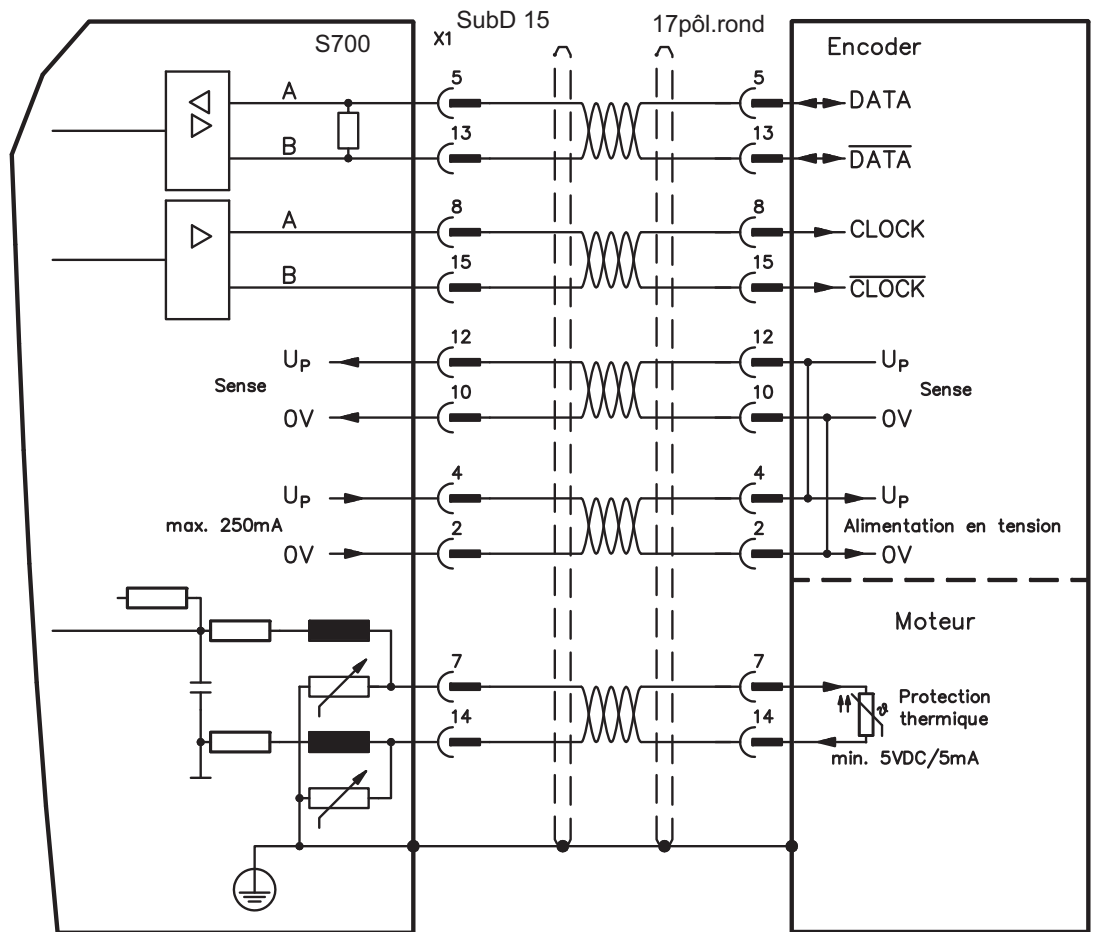 S700
X1
SubD 15
17pôl.rond
Encoder
A
5
5
DATA
B
13
13
DATA
A
8
8
CLOCK
B
15
15
CLOCK
UP
12
12
UP
Sense
Sense
0V
10
10
0V
UP
4
4
UP
max. 250mA
Alimentation en tension
0V
2
2
0V
Moteur
7
7
Protection
thermique
ϑ
14
14
min. 5VDC/5mA